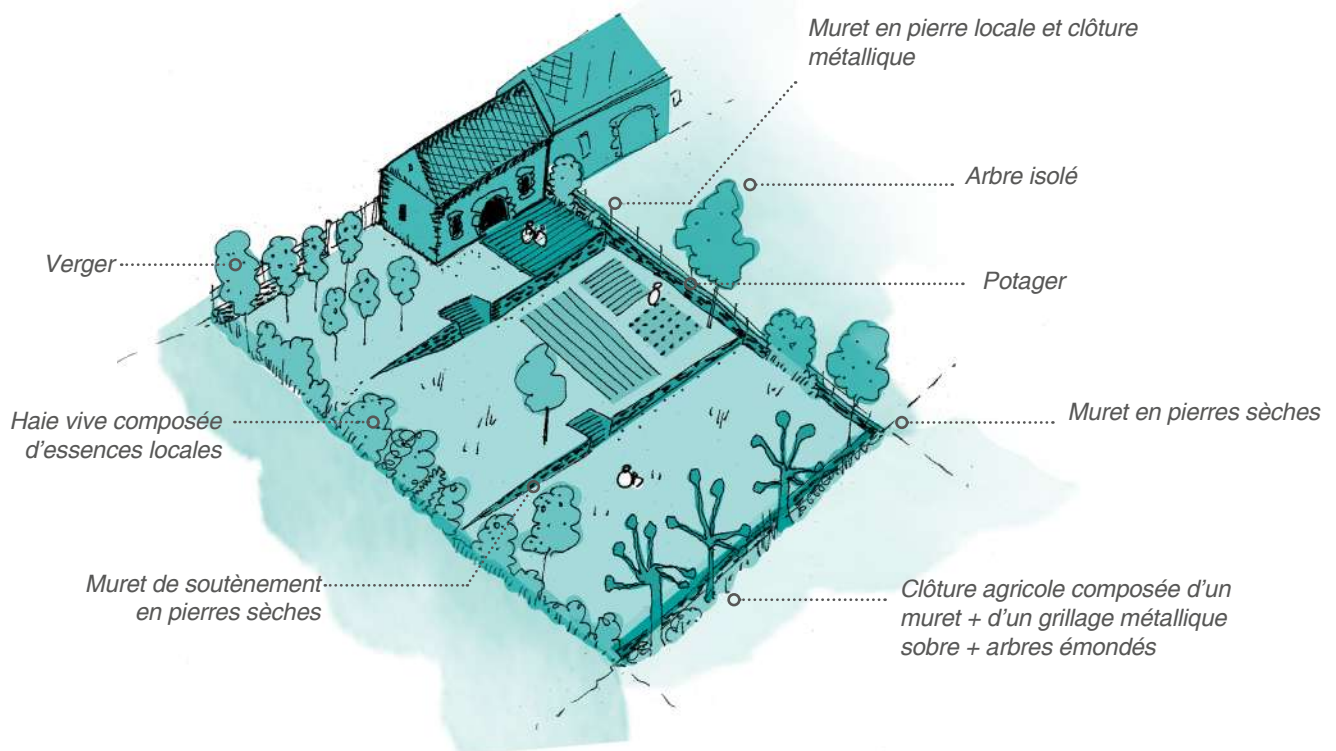 Muret en pierre locale et clôture
métallique
Arbre isolé
Verger
Potager
Haie vive composée
d'essences locales
Muret en pierres sèches
Muret de soutènement
en pierres sèches
Clôture agricole composée d'un
muret + d'un grillage métallique
sobre + arbres émondés